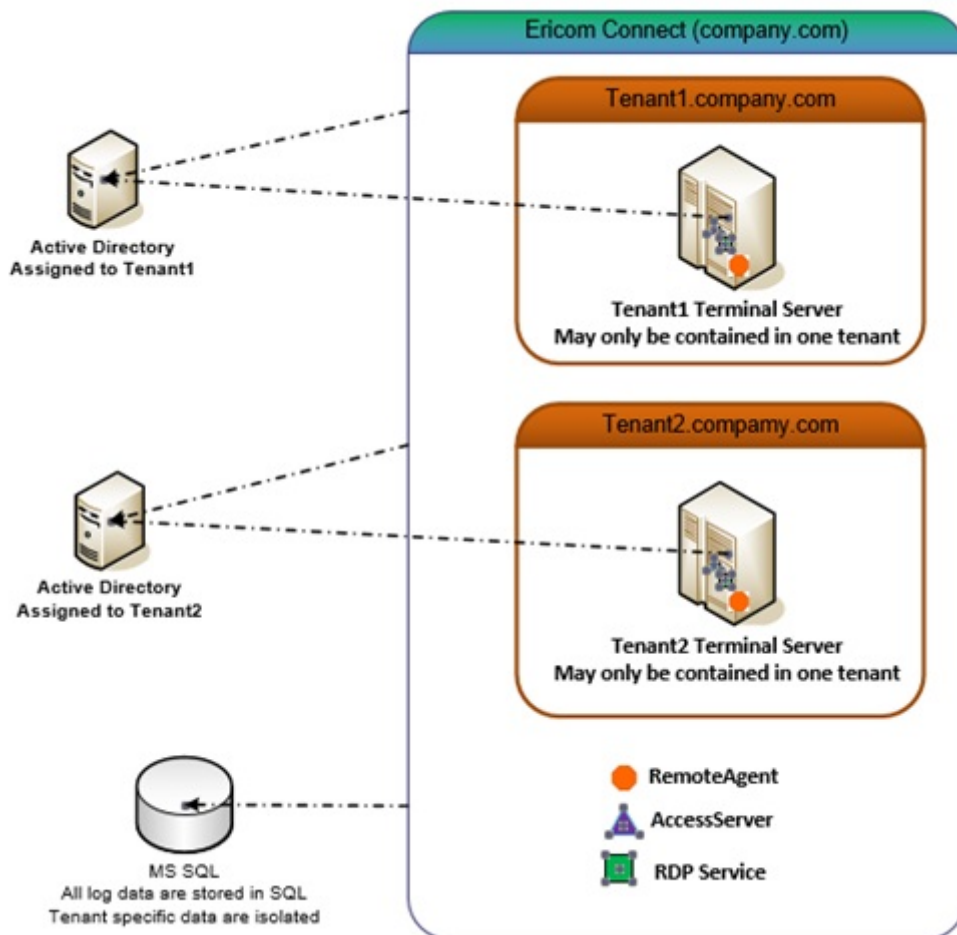 Ericom Connect (company.com)
Tenant1.company.com
Active Directory
Assigned to Tenant1
Tenant1 Terminal Server
May only be contained in one tenant
Tenant2.compamy.com
Active Directory
Assigned to Tenant2
Tenant2 Terminal Server
May only be contained in one tenant
RemoteAgent
AccessServer
RDP Service
MS SQL
All log data are stored in SQL
Tenant specific data are isolated